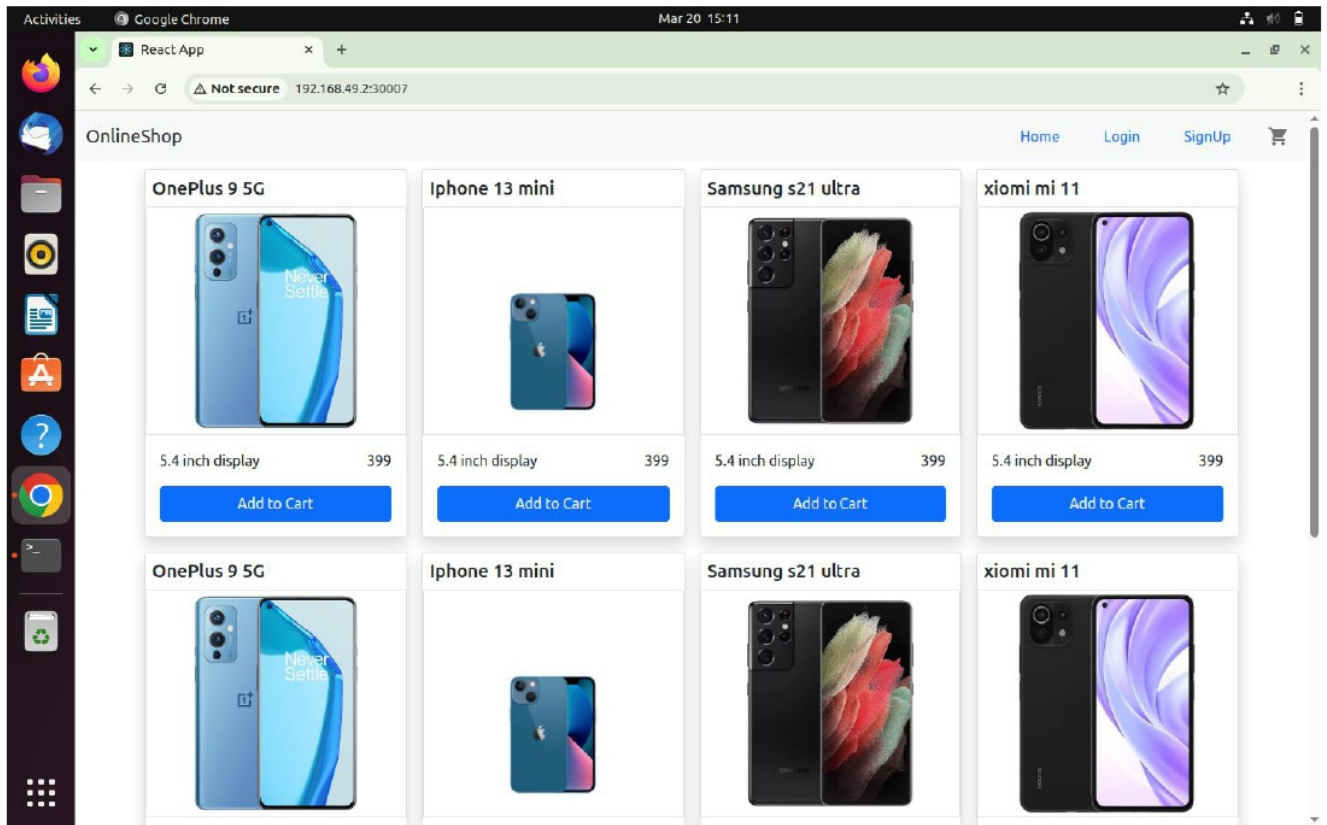 Activities Google Chrome Mar 20 15:11
React App
Not secure 192.168.49.2:30007
OnlineShop Home Login SignUp
OnePlus 9 5G Iphone 13 mini Samsung s21 ultra xiomi mi 11
Never
Settle
SAMSUNG
5.4 inch display 399 5.4 inch display 399 5.4 inch display 399 5.4 inch display 399
Add to Cart Add to Cart Add to Cart Add to Cart
OnePlus 9 5G Iphone 13 mini Samsung s21 ultra xiomi mi 11
Never
Settle